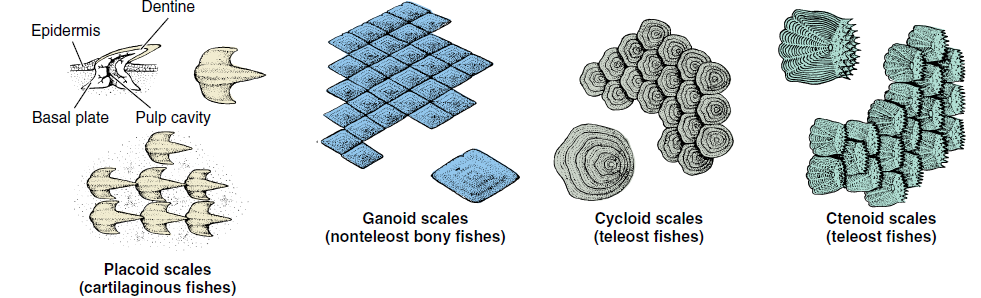 Dentine
Epidermis
Basal plate
Pulp cavity
Placoid scales
(cartilaginous fishes)
Ganoid scales
(nonteleost bony fishes)
Cycloid scales
(teleost fishes)
Ctenoid scales
(teleost fishes)